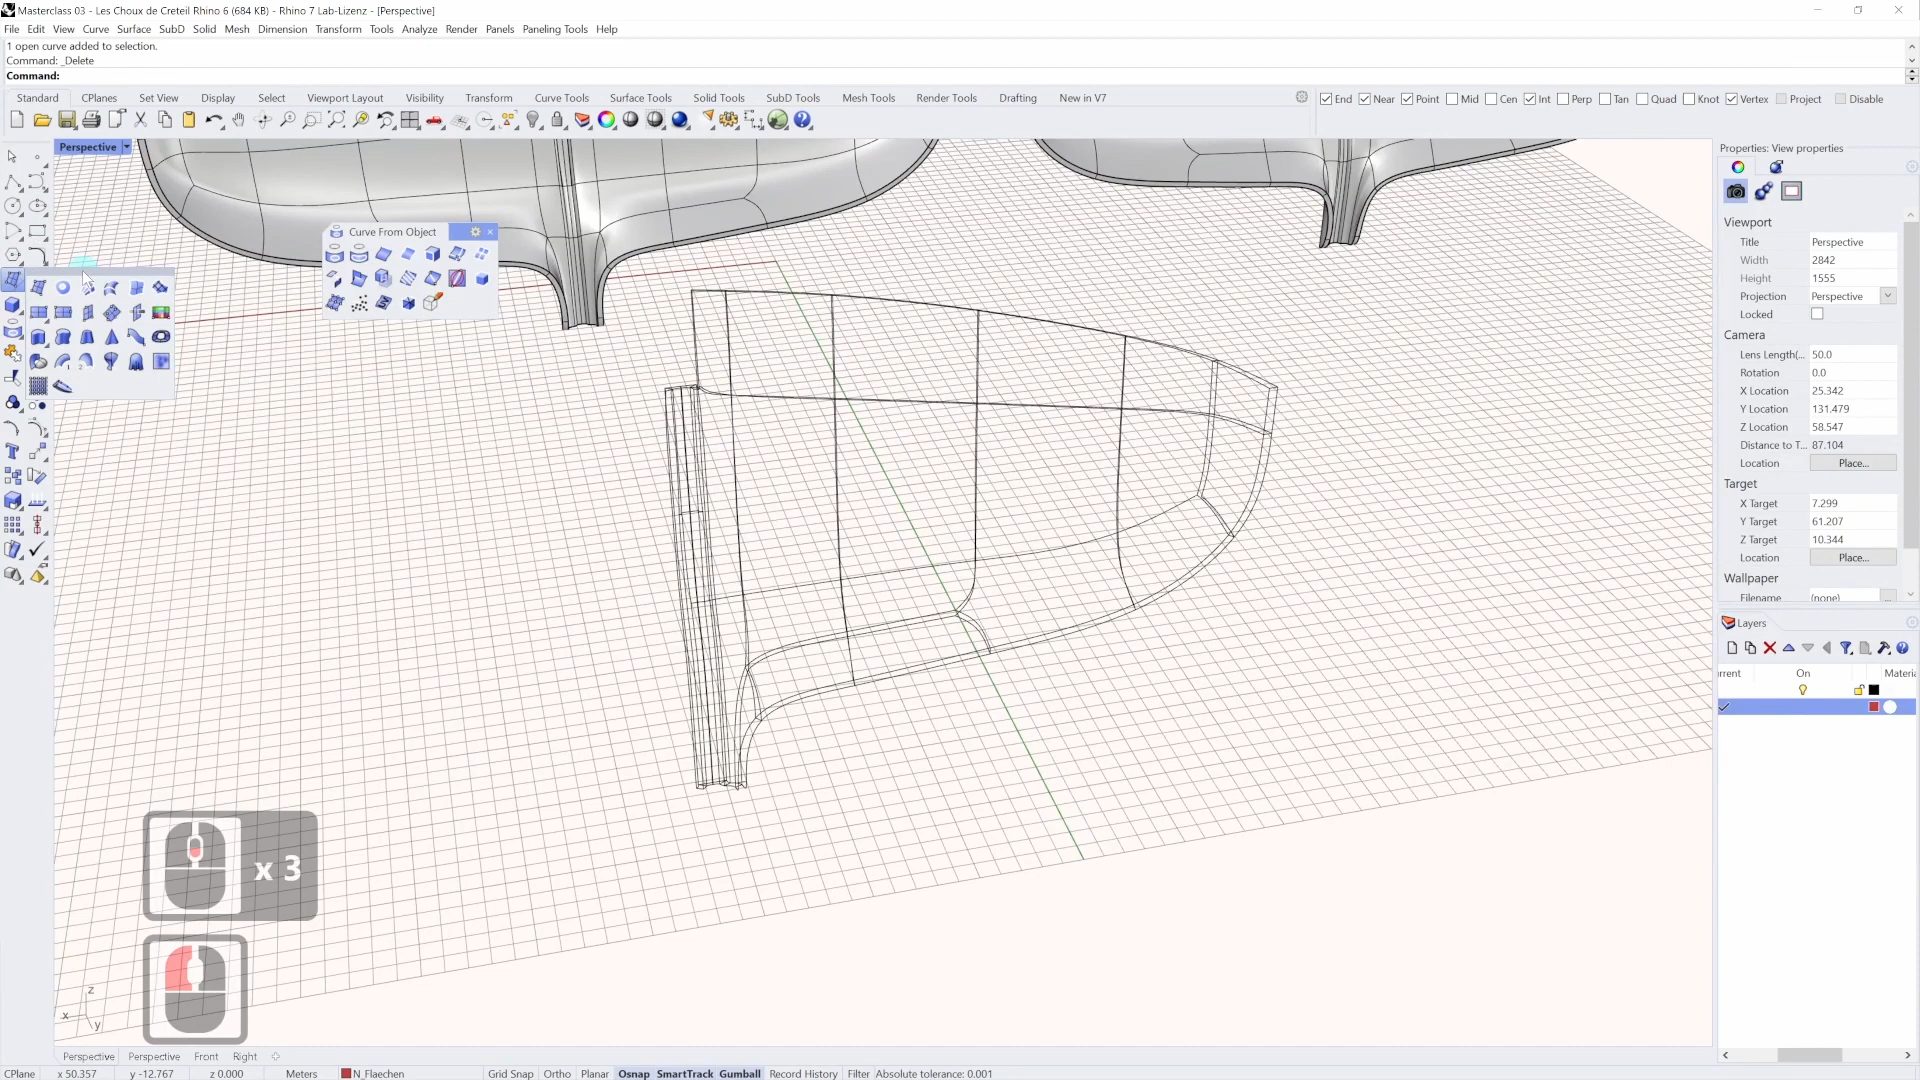 Masterclass 03 - Les Choux de Creteil Rhino 6 (684 KB) - Rhino 7 Lab-Lizenz - [Perspective]
File Edit View Curve Surface SubD Solid Mesh Dimension Transform Tools Analyze Render Panels Paneling Tools Help
1 open curve added to selection.
Command: _Delete
Command:
Standard CPlanes Set View Display Select Viewport Layout Visibility Transform Curve Tools Surface Tools Solid Tools SubD Tools Mesh Tools Render Tools Drafting New in V7
End Near Point Mid Cen Int Perp Tan Quad Knot Vertex Project Disable
Perspective
Curve From Object
Properties: View properties
Viewport
Title Perspective
Width 2842
Height 1555
Projection Perspective
Locked
Camera
Lens Length(... 50.0
Rotation 0.0
X Location 25.342
Y Location 131.479
Z Location 58.547
Distance to T... 87.104
Location Place...
Target
X Target 7.299
Y Target 61.207
Z Target 10.344
Location Place...
Wallpaper
Filename (none)
Layers
rrent On Materia
x 3
z
x
y
Perspective Perspective Front Right
CPlane x 50.357 y -12.767 z 0.000 Meters N_Flaechen Grid Snap Ortho Planar Osnap SmartTrack Gumball Record History Filter Absolute tolerance: 0.001